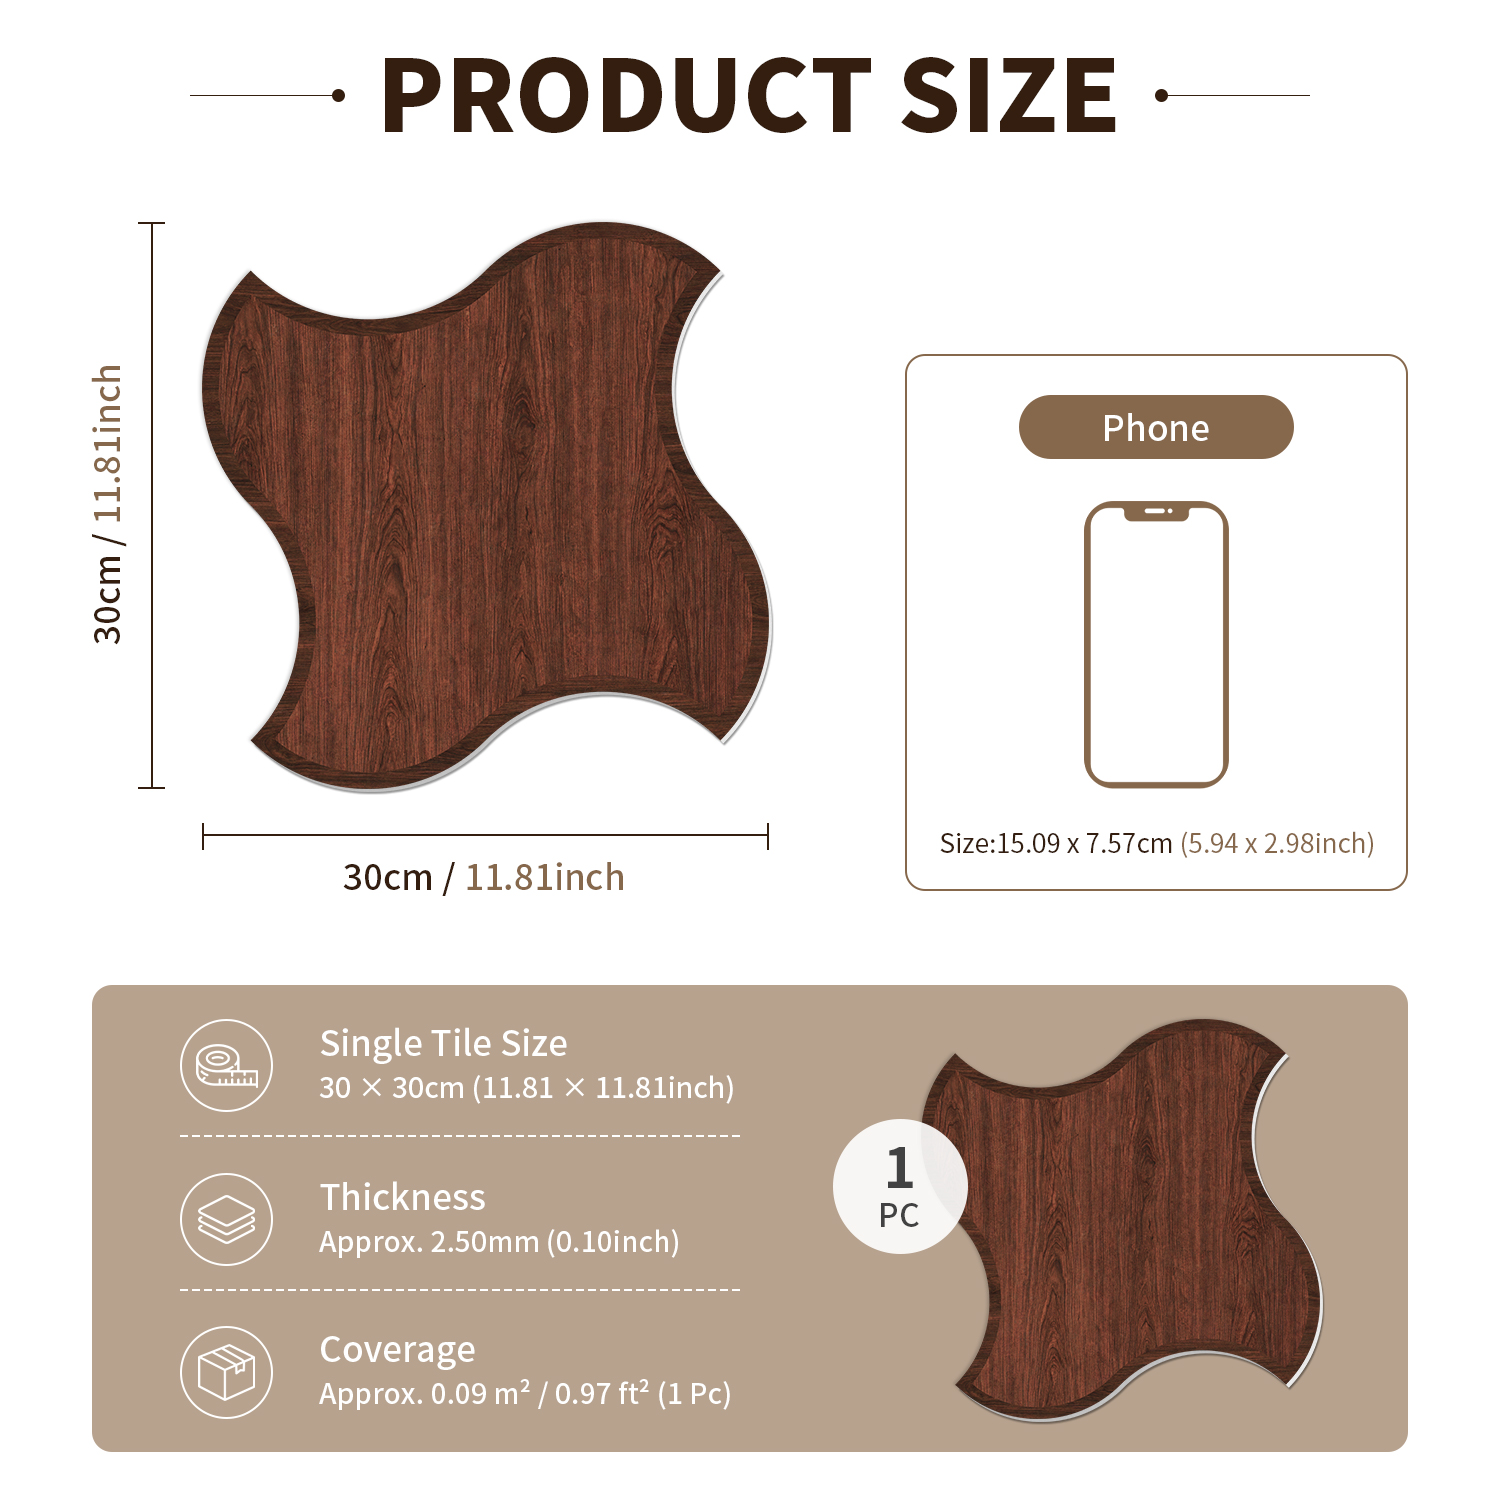 PRODUCT SIZE
30cm / 11.81inch
30cm / 11.81inch
Phone
Size:15.09 x 7.57cm (5.94 x 2.98inch)
Single Tile Size
30 × 30cm (11.81 × 11.81inch)
Thickness
Approx. 2.50mm (0.10inch)
Coverage
Approx. 0.09 m² / 0.97 ft² (1 Pc)
1
PC